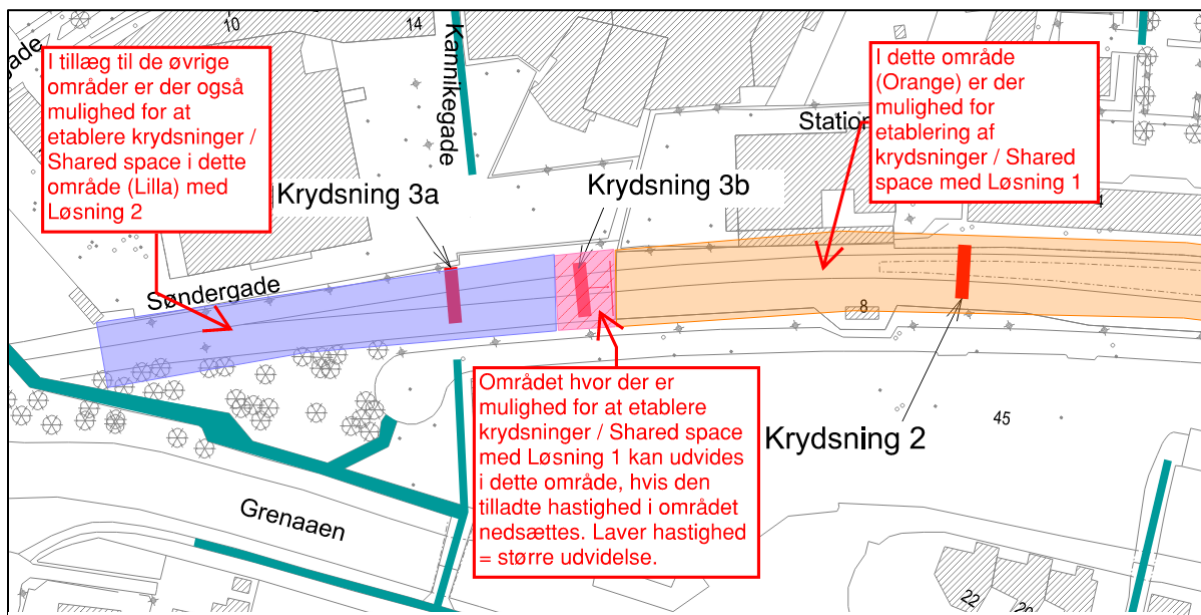 10
14
gade
I tillæg til de øvrige
områder er der også
mulighed for at
etablere krydsninger /
Shared space i dette
område (Lilla) med
Løsning 2
Kannikegade
I dette område
(Orange) er der
mulighed for
etablering af
krydsninger / Shared
space med Løsning 1
Station
Krydsning 3a
Krydsning 3b
4
Søndergade
8
Området hvor der er
mulighed for at etablere
krydsninger / Shared space
med Løsning 1 kan udvides
i dette område, hvis den
tilladte hastighed i området
nedsættes. Laver hastighed
= større udvidelse.
45
Krydsning 2
Grenaaen
22
20